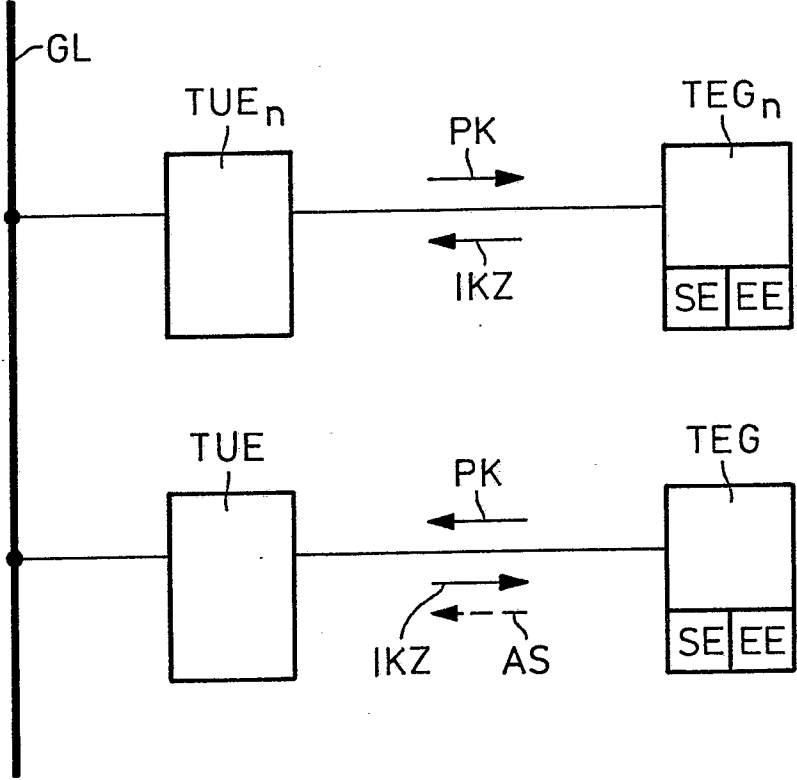 GL
TUEn
TEGn
PK
IKZ
SE EE
TUE
TEG
PK
IKZ
AS
SE EE